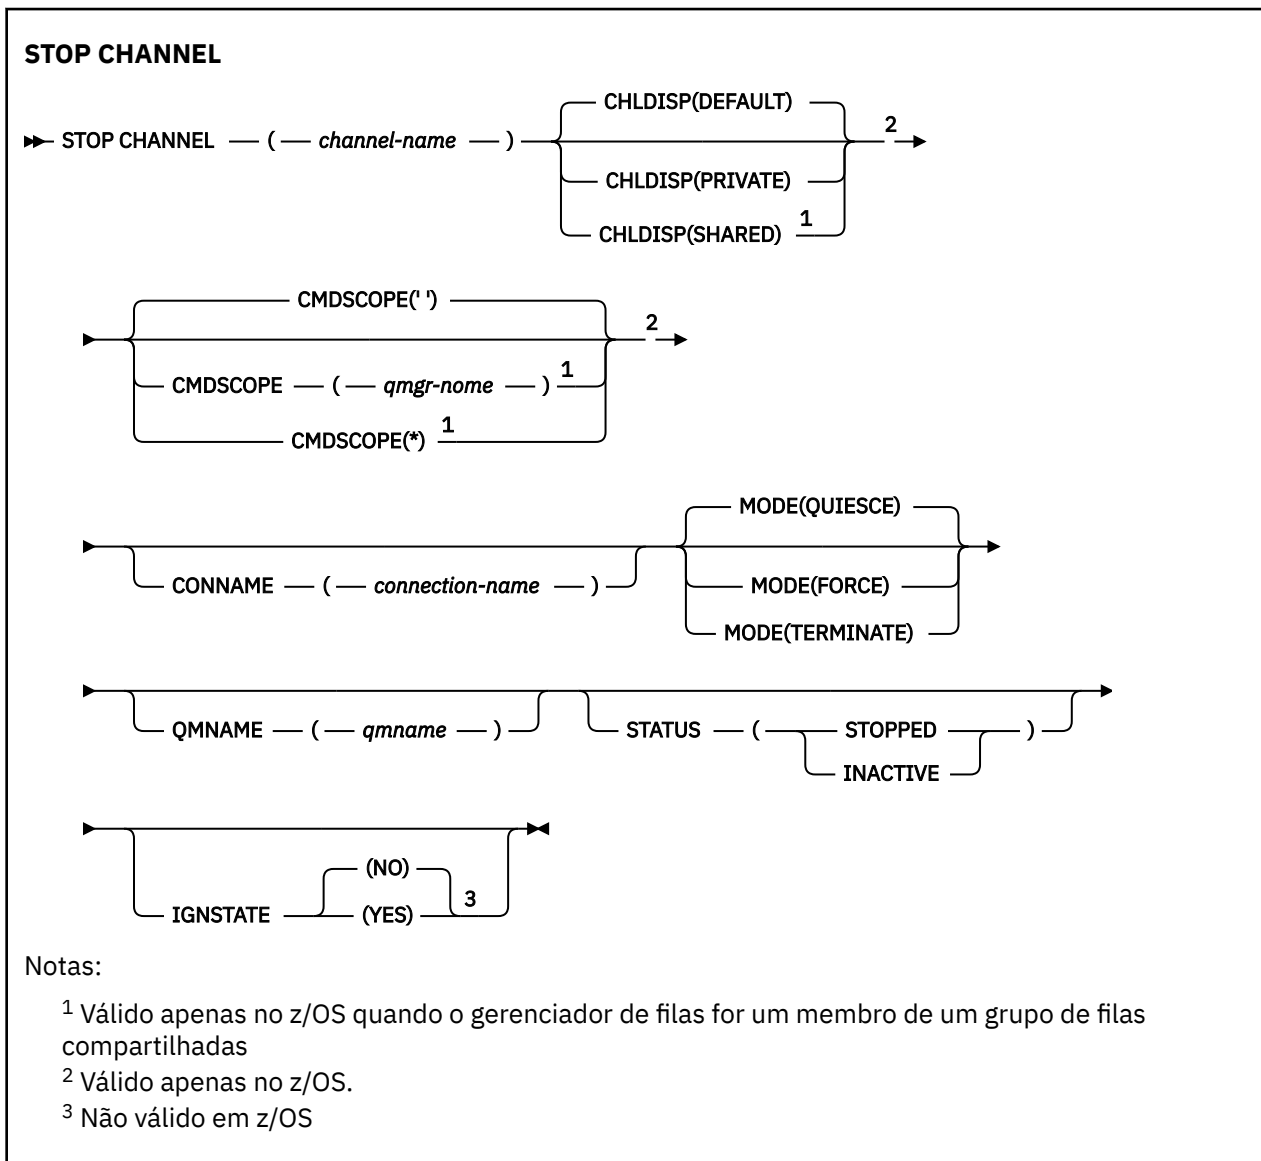 STOP CHANNEL
CHLDISP(DEFAULT)
STOP CHANNEL ( channel-name ) 2
CHLDISP(PRIVATE)
CHLDISP(SHARED) 1
CMDSCOPE(' ')
2
CMDSCOPE ( qmgr-nome ) 1
CMDSCOPE(*) 1
MODE(QUIESCE)
CONNAME ( connection-name ) MODE(FORCE)
MODE(TERMINATE)
QMNAME ( qmname ) STATUS ( STOPPED )
INACTIVE
(NO)
IGNSTATE (YES) 3
Notas:
1 Válido apenas no z/OS quando o gerenciador de filas for um membro de um grupo de filas
compartilhadas
2 Válido apenas no z/OS.
3 Não válido em z/OS